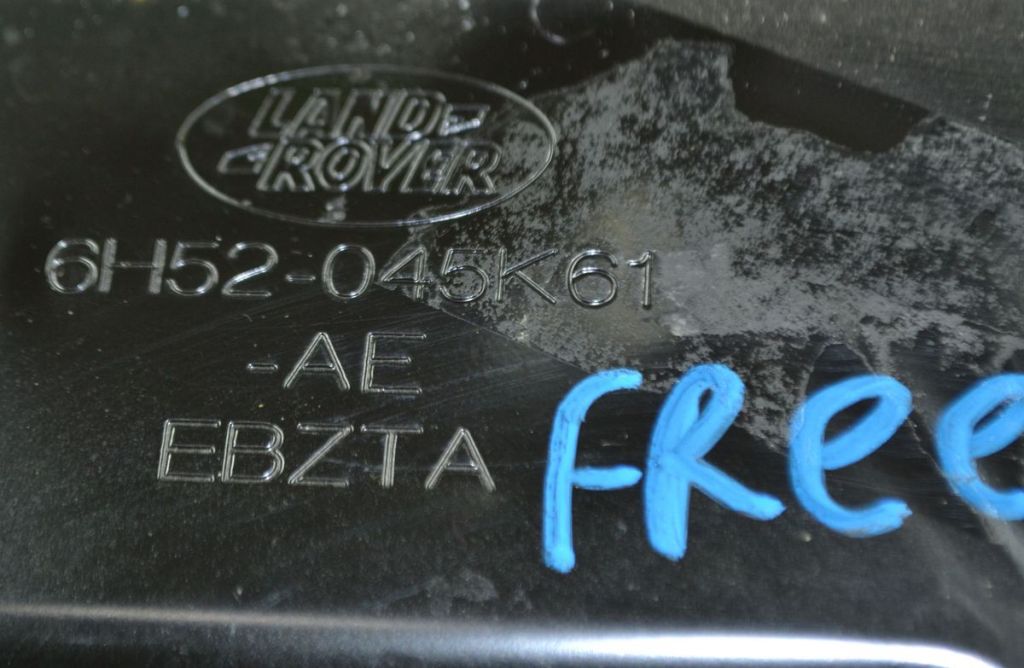 LAND
ROVER
6H52-045K61
-AE
EBZTA
FRee